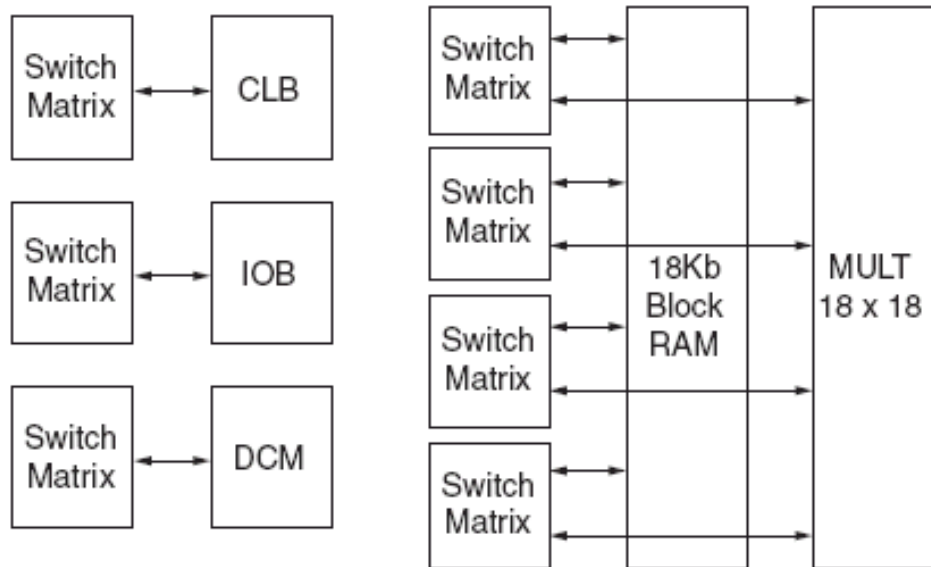 Switch
Matrix
CLB
Switch
Matrix
IOB
Switch
Matrix
DCM
Switch
Matrix
Switch
Matrix
Switch
Matrix
Switch
Matrix
18Kb
Block
RAM
MULT
18 x 18